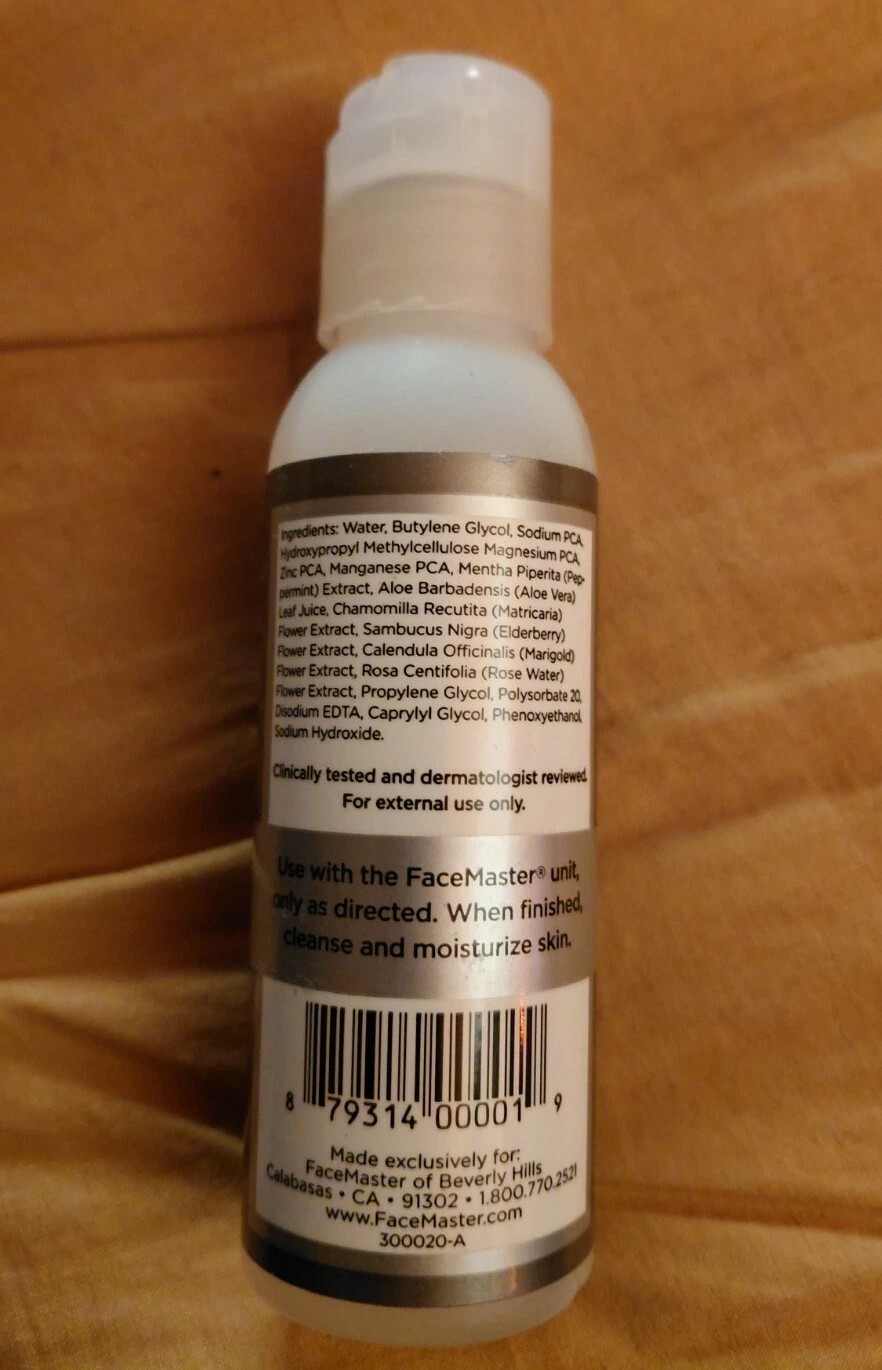 Ingredients: Water, Butylene Glycol, Sodium PCA,
Hydroxypropyl Methylcellulose Magnesium PCA,
Zinc PCA, Manganese PCA, Mentha Piperita (Pep-
permint) Extract, Aloe Barbadensis (Aloe Vera)
Leaf Juice, Chamomilla Recutita (Matricaria)
Flower Extract, Sambucus Nigra (Elderberry)
Flower Extract, Calendula Officinalis (Marigold)
Flower Extract, Rosa Centifolia (Rose Water)
Flower Extract, Propylene Glycol, Polysorbate 20,
Disodium EDTA, Caprylyl Glycol, Phenoxyethanol,
Sodium Hydroxide.
Clinically tested and dermatologist reviewed.
For external use only.
Use with the FaceMaster® unit,
only as directed. When finished,
cleanse and moisturize skin.
8 79314 00001 9
Made exclusively for:
FaceMaster of Beverly Hills
Calabasas • CA • 91302 • 1.800.770.2521
www.FaceMaster.com
300020-A